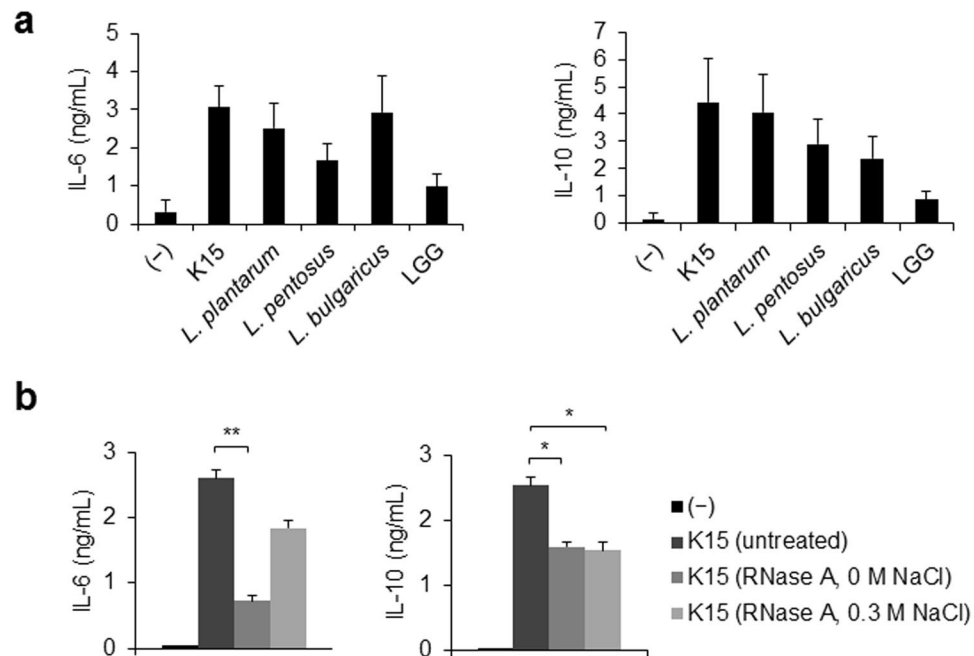 a
IL-6 (ng/mL)
5
4
3
2
1
0
(−)
K15
L. plantarum
L. pentosus
L. bulgaricus
LGG
IL-10 (ng/mL)
7
6
5
4
3
2
1
0
(−)
K15
L. plantarum
L. pentosus
L. bulgaricus
LGG
b
IL-6 (ng/mL)
3
2
1
0
**
IL-10 (ng/mL)
3
2
1
0
*
*
(−)
K15 (untreated)
K15 (RNase A, 0 M NaCl)
K15 (RNase A, 0.3 M NaCl)